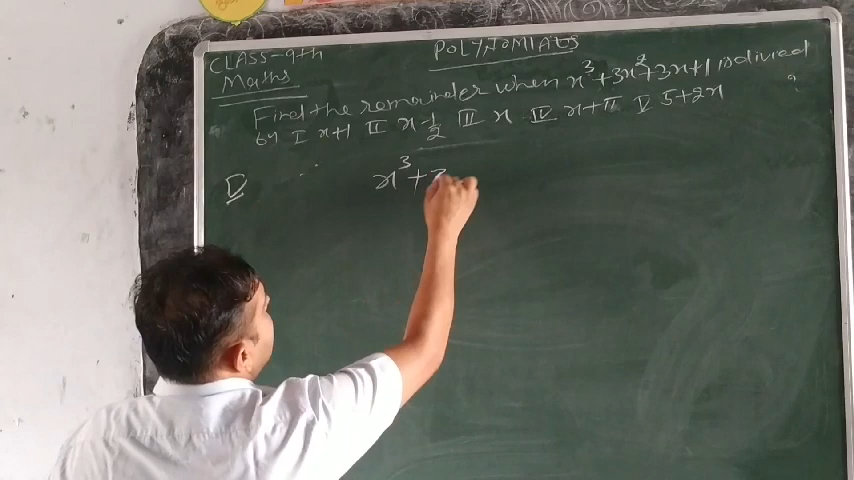 CLASS-9th
POLYNOMIALS
Maths
Find the remainder when x³+3x²+3x+1 is divied
by I x+1 II x-1/2 III x IV x+π V 5+2x ?
I x³+3